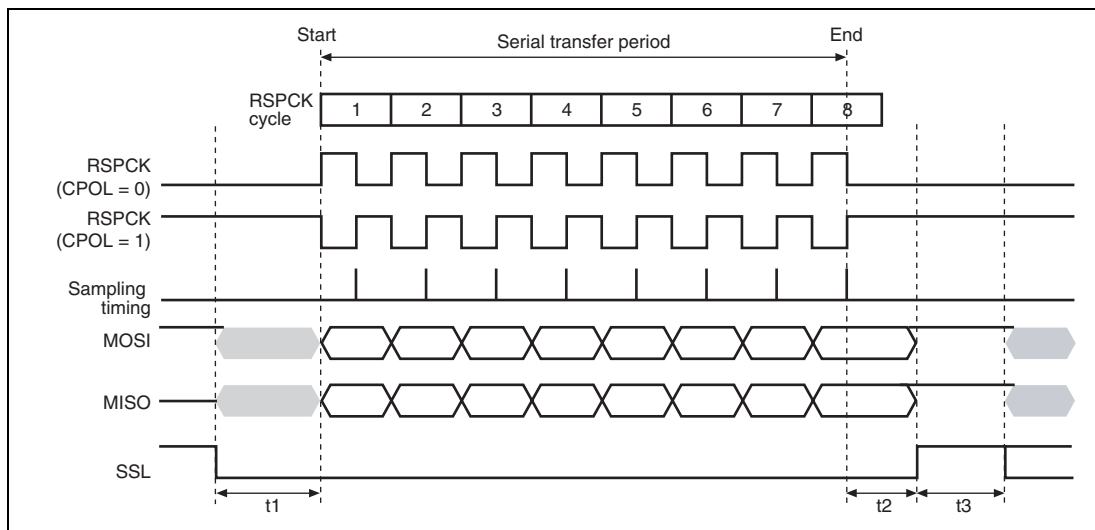 Start
End
Serial transfer period
RSPCK
cycle
1 2 3 4 5 6 7 8
RSPCK
(CPOL = 0)
RSPCK
(CPOL = 1)
Sampling
timing
MOSI
MISO
SSL
t1
t2
t3